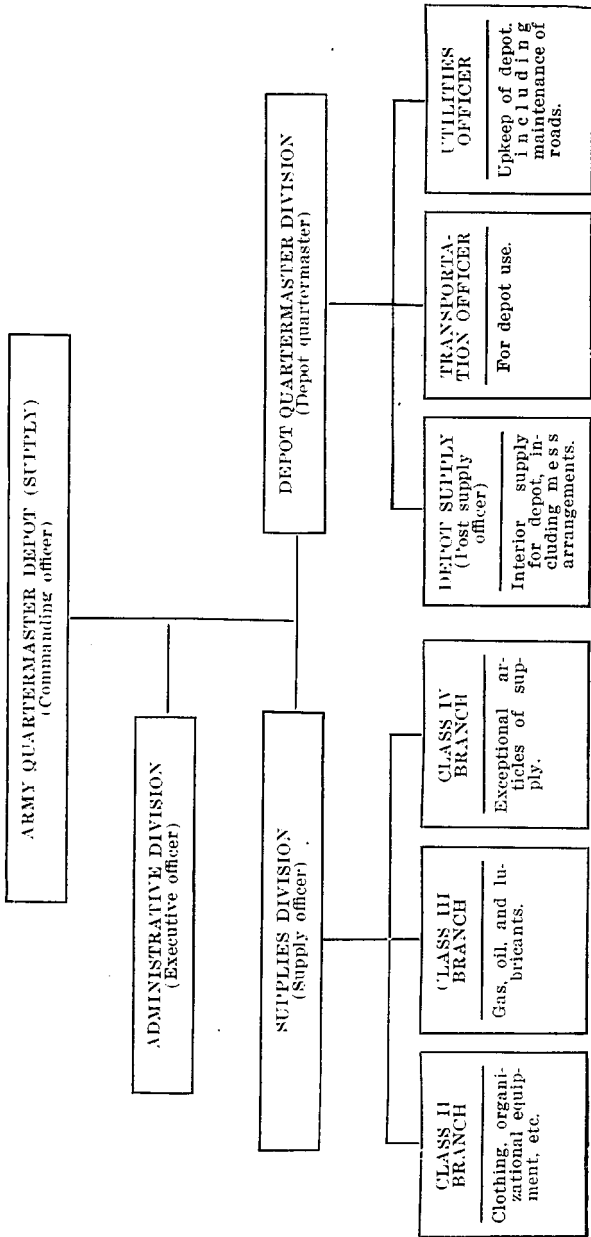 ARMY QUARTERMASTER DEPOT (SUPPLY)
(Commanding officer)
ADMINISTRATIVE DIVISION
(Executive officer)
SUPPLIES DIVISION
(Supply officer)
DEPOT QUARTERMASTER DIVISION
(Depot quartermaster)
CLASS II
BRANCH
Clothing, organi-
zational equip-
ment, etc.
CLASS III
BRANCH
Gas, oil, and lu-
bricants.
CLASS IV
BRANCH
Exceptional ar-
ticles of sup-
ply.
DEPOT SUPPLY
(Post supply
officer)
Interior supply
for depot, in-
cluding mess
arrangements.
TRANSPORTA-
TION OFFICER
For depot use.
UTILITIES
OFFICER
Upkeep of depot.
including
maintenance of
roads.